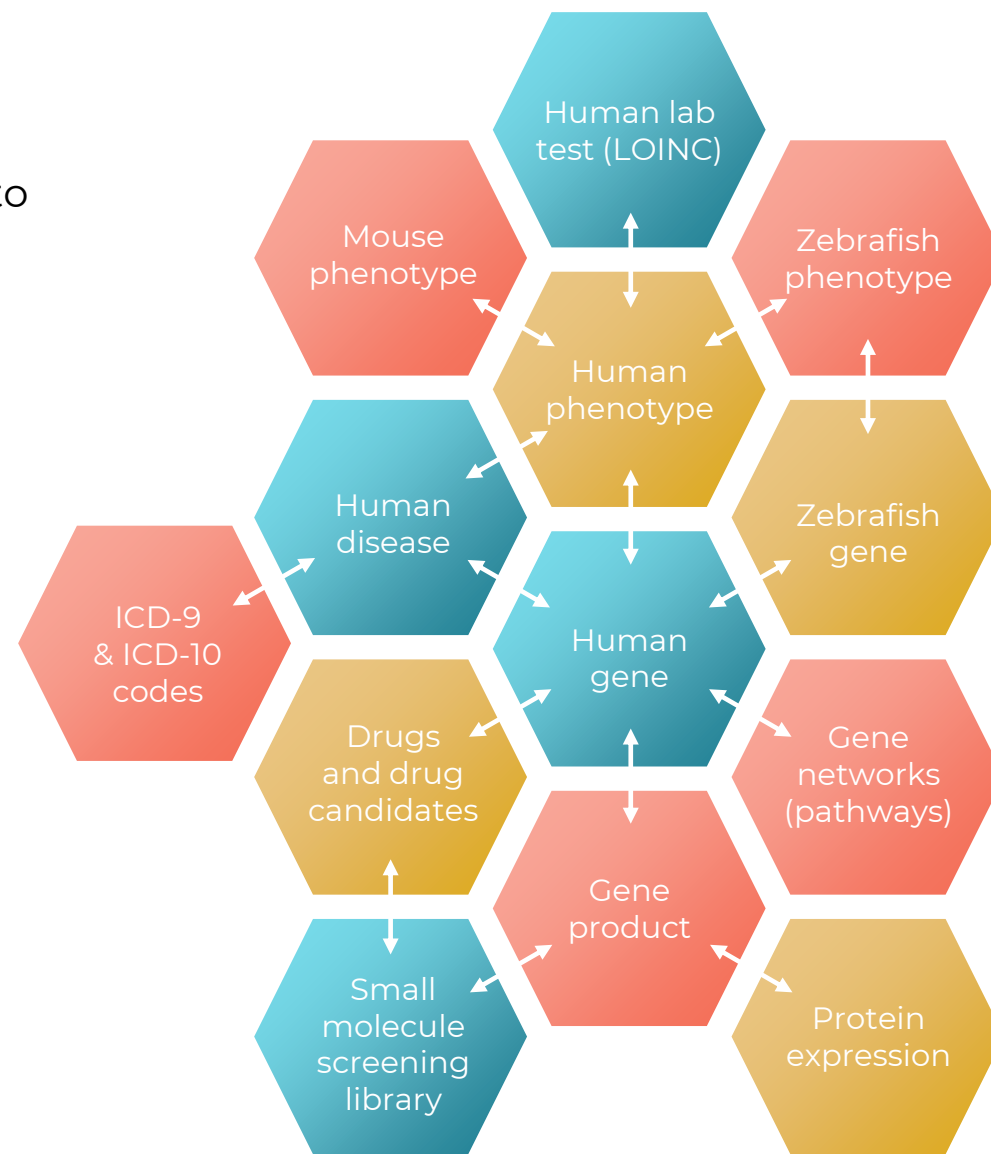 Human lab
test (LOINC)
to
Mouse
phenotype
Zebrafish
phenotype
Human
phenotype
Human
disease
Zebrafish
gene
ICD-9
& ICD-10
codes
Human
gene
Drugs
and drug
candidates
Gene
networks
(pathways)
Gene
product
Small
molecule
screening
library
Protein
expression